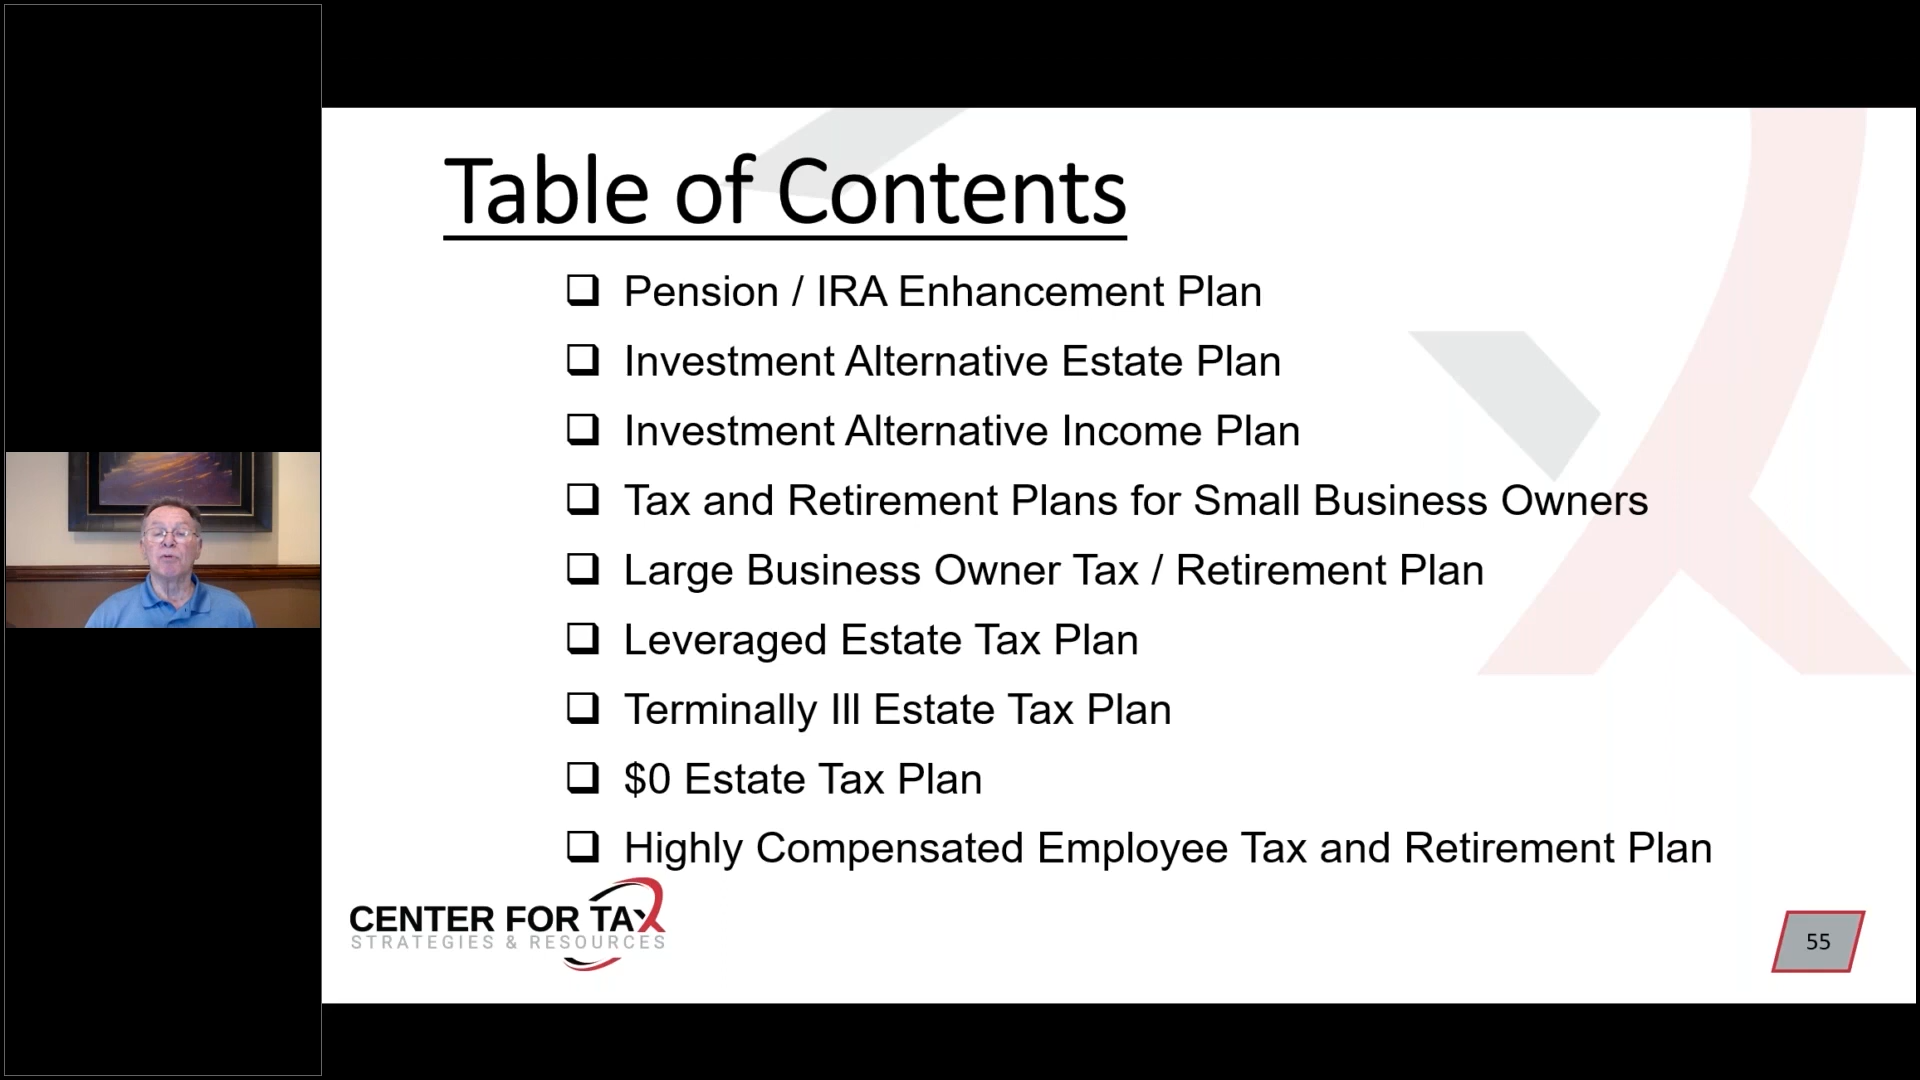 Table of Contents
Pension / IRA Enhancement Plan
Investment Alternative Estate Plan
Investment Alternative Income Plan
Tax and Retirement Plans for Small Business Owners
Large Business Owner Tax / Retirement Plan
Leveraged Estate Tax Plan
Terminally Ill Estate Tax Plan
$0 Estate Tax Plan
Highly Compensated Employee Tax and Retirement Plan
CENTER FOR TAX
STRATEGIES & RESOURCES
55